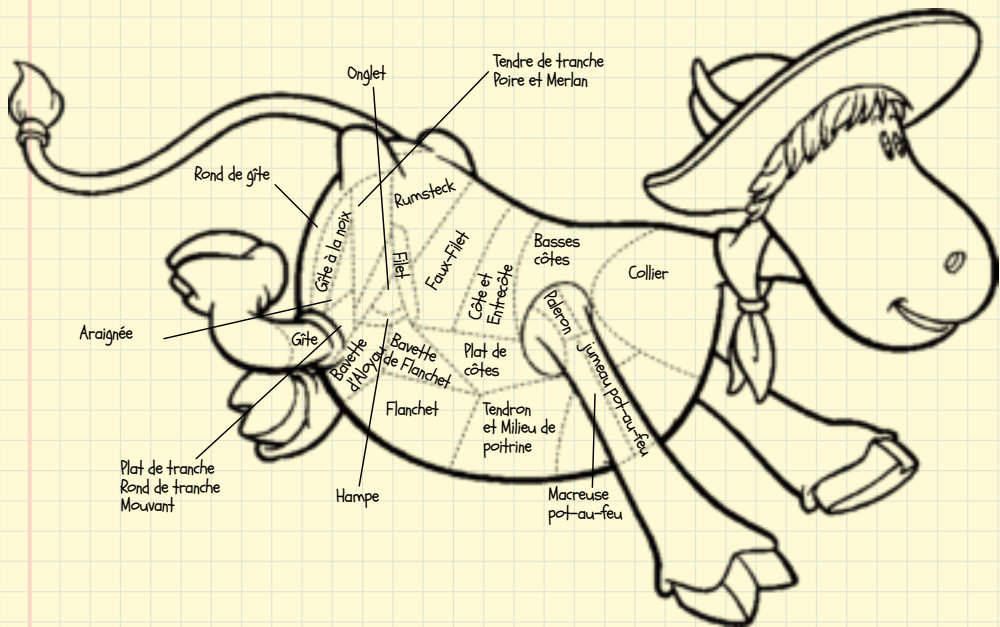 Onglet
Tendre de tranche
Poire et Merlan
Rond de gîte
Rumsteck
Gîte à la noix
Filet
Faux-Filet
Côte et
Entrecôte
Basses
côtes
Collier
Paleron
Araignée
Gîte
Bavette
d'Aloyau
Bavette
de Flanchet
Plat de
côtes
jumeau pot-au-feu
Flanchet
Tendron
et Milieu de
poitrine
Plat de tranche
Rond de tranche
Mouvant
Hampe
Macreuse
pot-au-feu